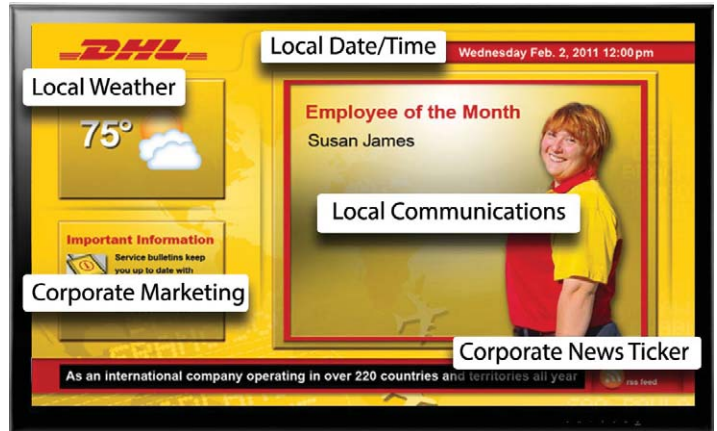 DHL
Local Date/Time
Wednesday Feb. 2, 2011 12:00pm
Local Weather
75°
Employee of the Month
Susan James
Local Communications
Important Information
Service bulletins keep
you up to date with
Corporate Marketing
Corporate News Ticker
As an international company operating in over 220 countries and territories all year
rss feed